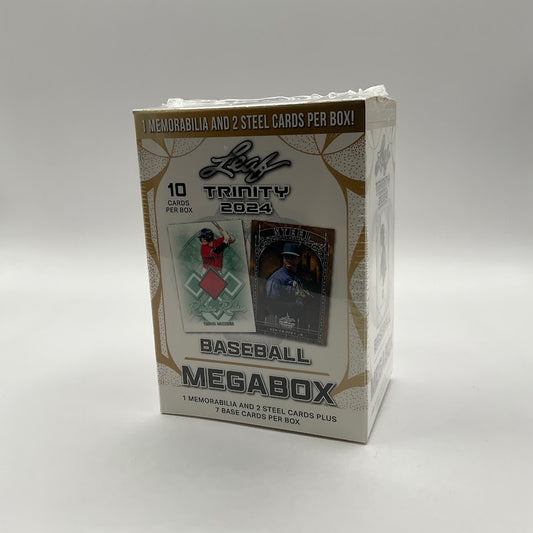 1 MEMORABILIA AND 2 STEEL CARDS PER BOX!
Leaf
TRINITY
2024
10
CARDS
PER BOX
STEEL
BASEBALL
MEGABOX
1 MEMORABILIA AND 2 STEEL CARDS PLUS
7 BASE CARDS PER BOX